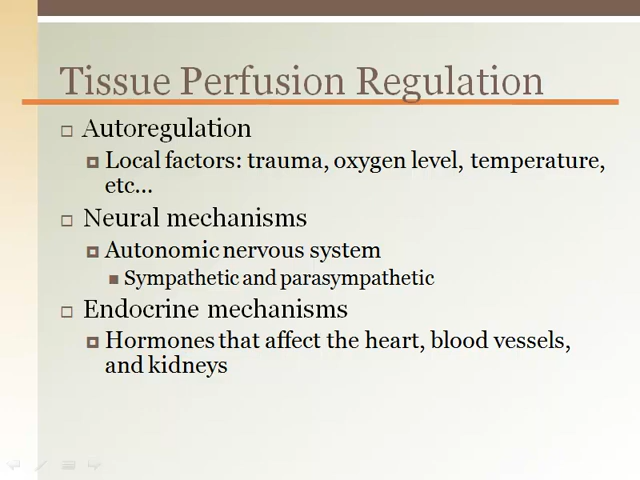 Tissue Perfusion Regulation
Autoregulation
Local factors: trauma, oxygen level, temperature,
etc…
Neural mechanisms
Autonomic nervous system
Sympathetic and parasympathetic
Endocrine mechanisms
Hormones that affect the heart, blood vessels,
and kidneys